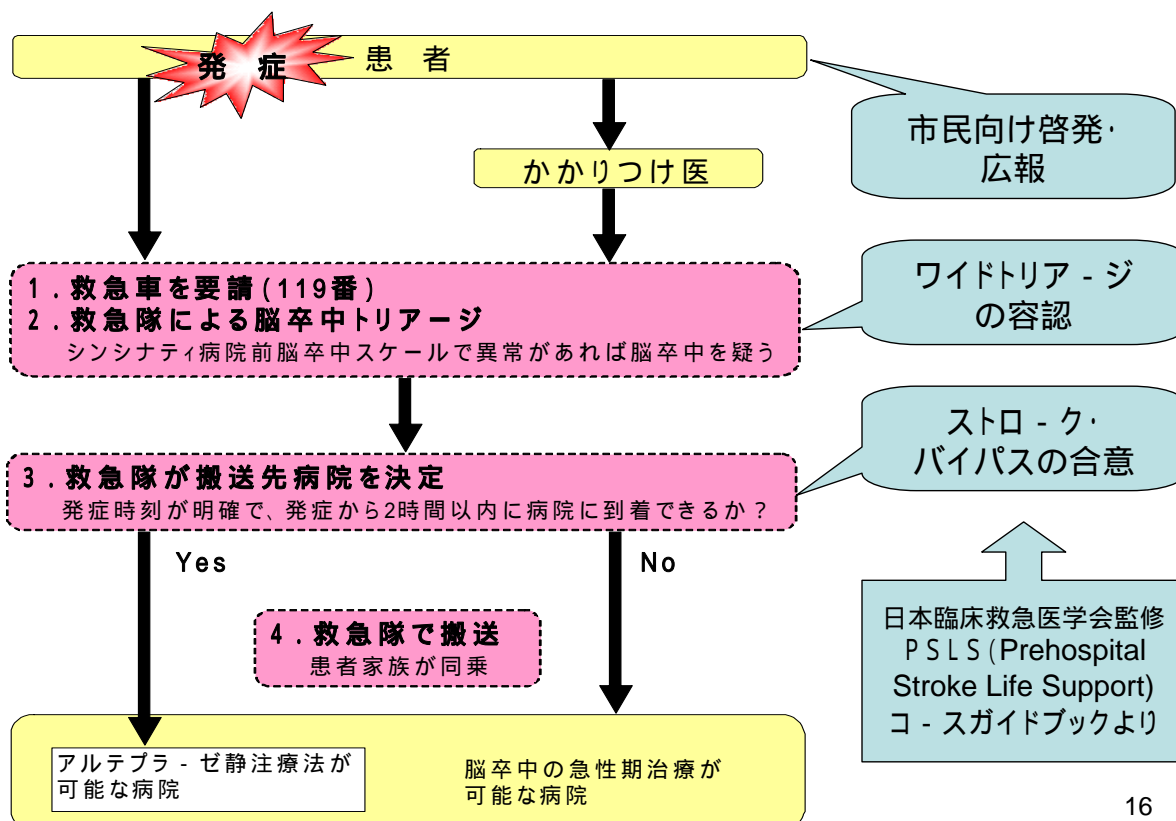 発 症 患 者
市民向け啓発・
広報
かかりつけ医
1．救急車を要請(119番)
2．救急隊による脳卒中トリアージ
シンシナティ病院前脳卒中スケールで異常があれば脳卒中を疑う
ワイドトリア‐ジ
の容認
3．救急隊が搬送先病院を決定
発症時刻が明確で、発症から2時間以内に病院に到着できるか？
ストロ‐ク・
バイパスの合意
Yes
No
4．救急隊で搬送
患者家族が同乗
日本臨床救急医学会監修
ＰＳＬＳ(Prehospital
Stroke Life Support)
コ‐スガイドブックより
アルテプラ‐ゼ静注療法が
可能な病院
脳卒中の急性期治療が
可能な病院
16